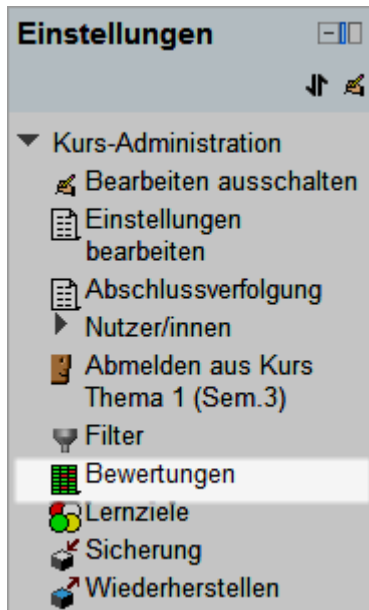 Einstellungen
Kurs-Administration
Bearbeiten ausschalten
Einstellungen
bearbeiten
Abschlussverfolgung
Nutzer/innen
Abmelden aus Kurs
Thema 1 (Sem.3)
Filter
Bewertungen
Lernziele
Sicherung
Wiederherstellen